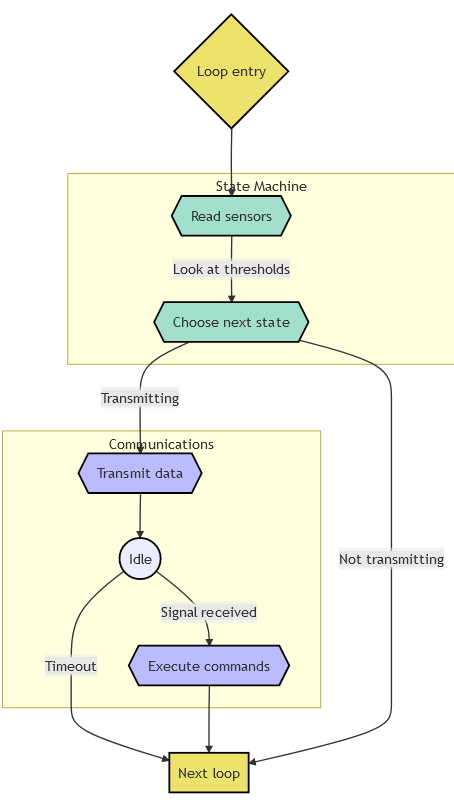 Loop entry
State Machine
Read sensors
Look at thresholds
Choose next state
Transmitting
Communications
Transmit data
Idle
Not transmitting
Signal received
Timeout
Execute commands
Next loop